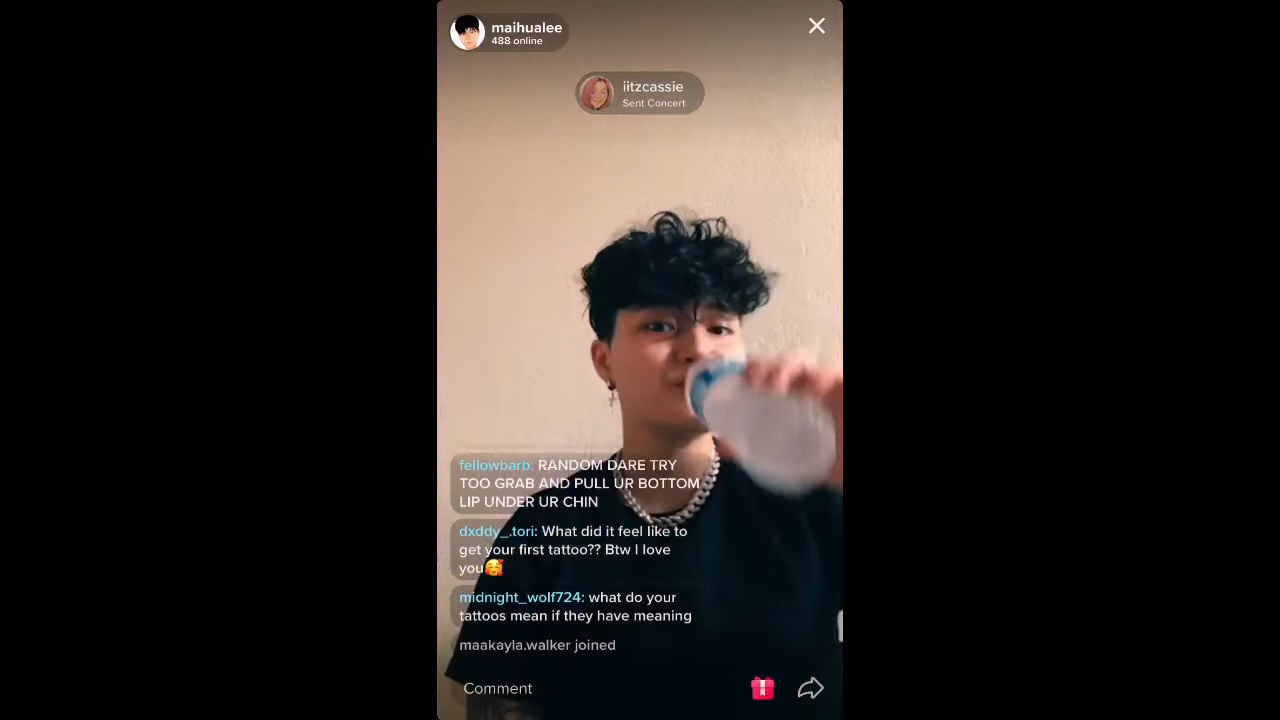 maihualee
488 online
iitzcassie
Sent Concert
fellowbarb: RANDOM DARE TRY
TOO GRAB AND PULL UR BOTTOM
LIP UNDER UR CHIN
dxddy_.tori: What did it feel like to
get your first tattoo?? Btw I love
you🥰
midnight_wolf724: what do your
tattoos mean if they have meaning
maakayla.walker joined
Comment